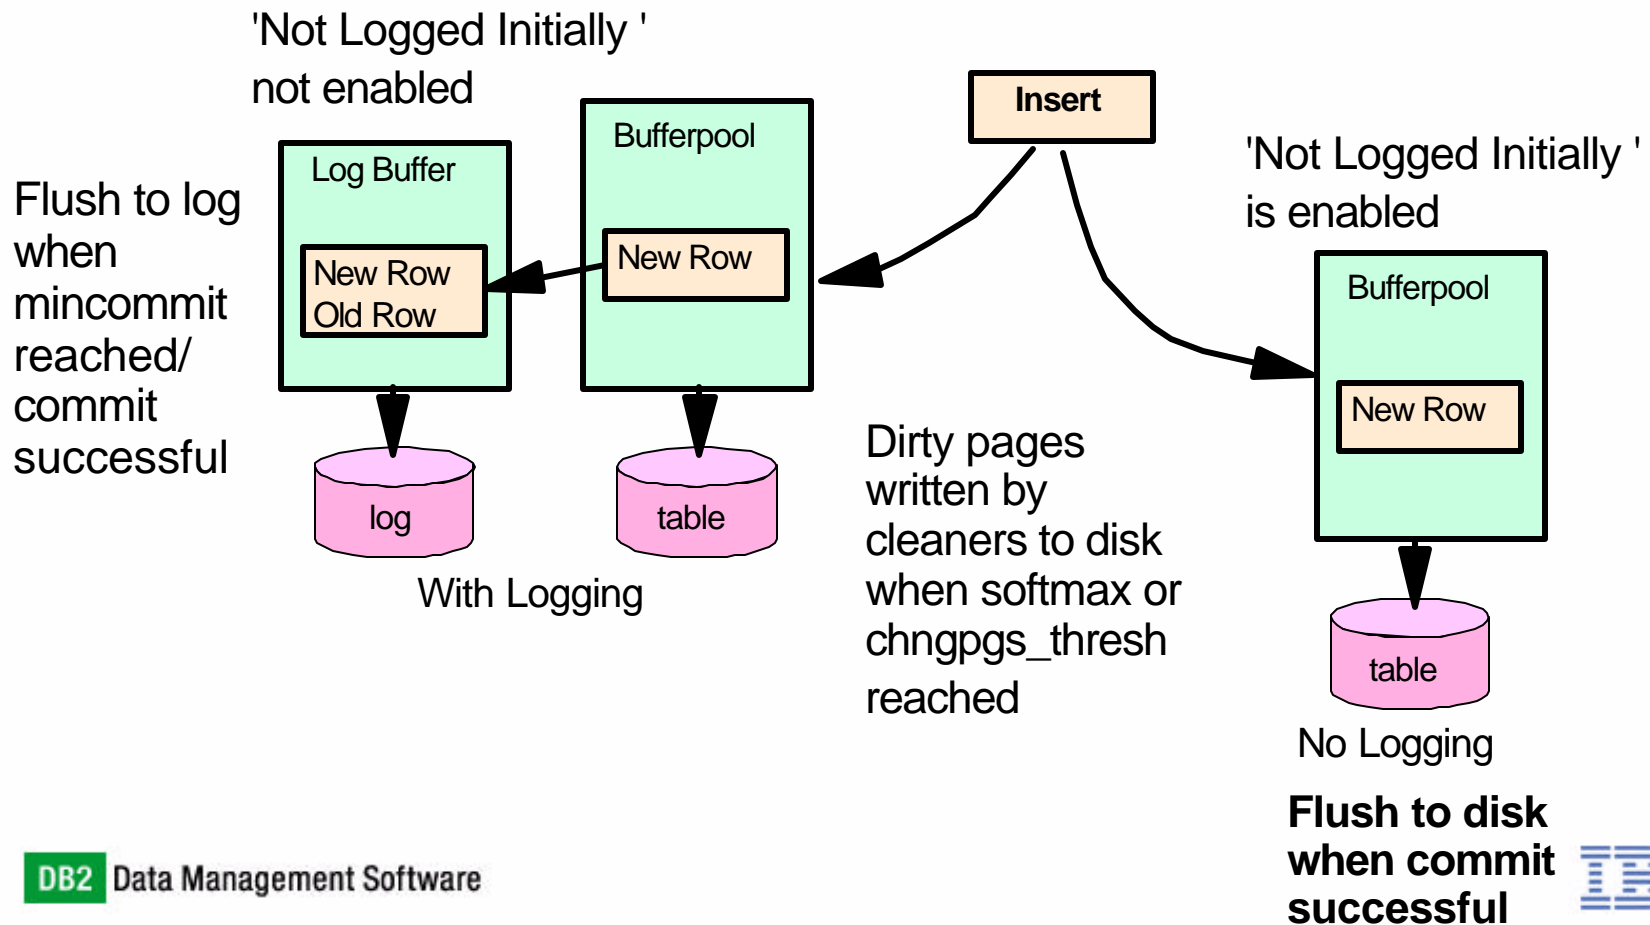 'Not Logged Initially '
not enabled
Insert
Bufferpool
Log Buffer
'Not Logged Initially '
is enabled
Flush to log
when
mincommit
reached/
commit
successful
New Row
New Row
Old Row
Bufferpool
New Row
Dirty pages
written by
cleaners to disk
when softmax or
chngpgs_thresh
reached
log
table
With Logging
table
No Logging
Flush to disk
when commit
successful
DB2 Data Management Software